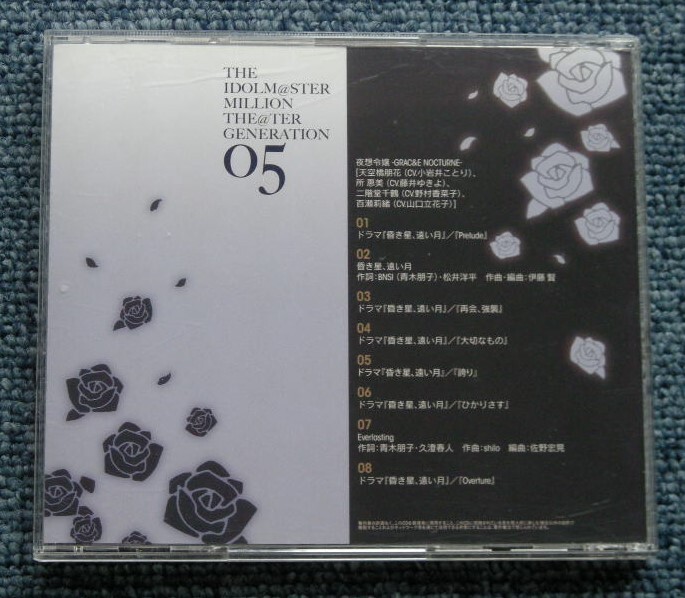 THE
IDOLM@STER
MILLION
THE@TER
GENERATION
05
夜想令嬢 -GRAC&E NOCTURNE-
[天空橋朋花（CV.小岩井ことり）、
所 恵美（CV.藤井ゆきよ）、
二階堂千鶴（CV.野村香菜子）、
百瀬莉緒（CV.山口立花子）]
01
ドラマ『昏き星、遠い月』／『Prelude』
02
昏き星、遠い月
作詞：BNSI（青木朋子）・松井洋平 作曲・編曲：伊藤 賢
03
ドラマ『昏き星、遠い月』／『再会、強襲』
04
ドラマ『昏き星、遠い月』／『大切なもの』
05
ドラマ『昏き星、遠い月』／『誇り』
06
ドラマ『昏き星、遠い月』／『ひかりさす』
07
Everlasting
作詞：青木朋子・久澄春人 作曲：shilo 編曲：佐野宏晃
08
ドラマ『昏き星、遠い月』／『Overture』